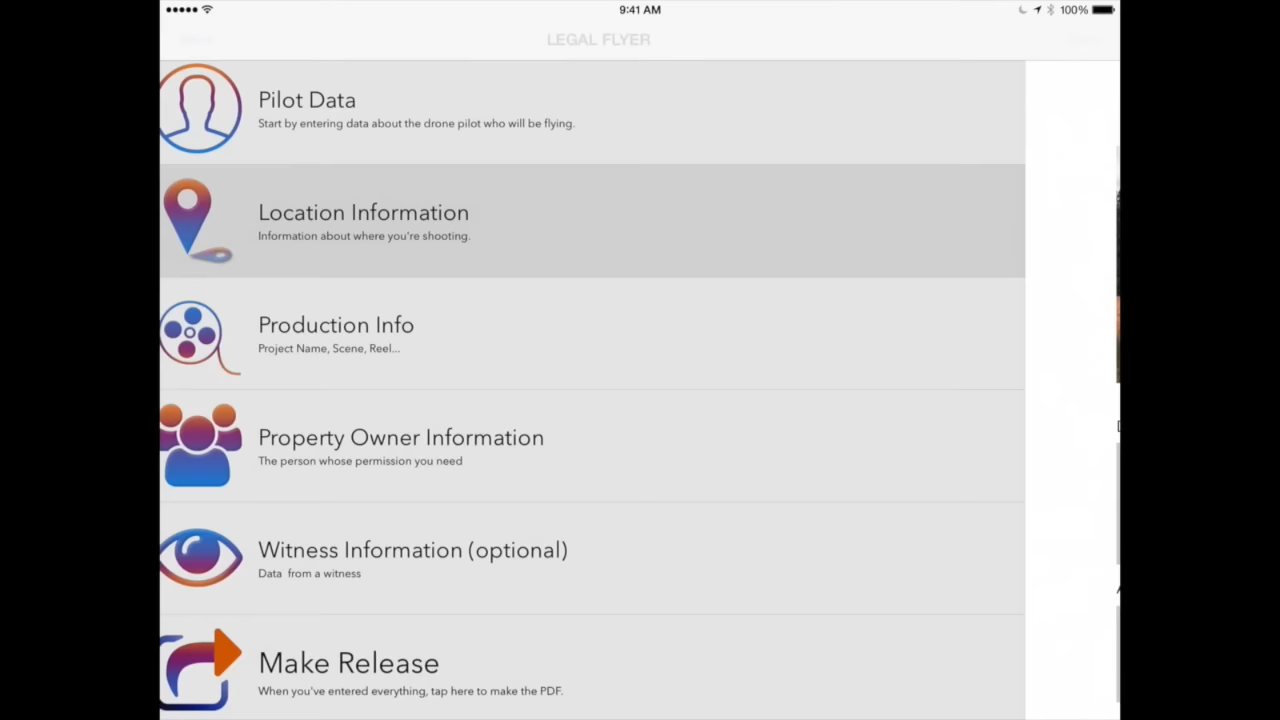 9:41 AM
100%
LEGAL FLYER
Pilot Data
Start by entering data about the drone pilot who will be flying.
Location Information
Information about where you're shooting.
Production Info
Project Name, Scene, Reel...
Property Owner Information
The person whose permission you need
Witness Information (optional)
Data from a witness
Make Release
When you've entered everything, tap here to make the PDF.